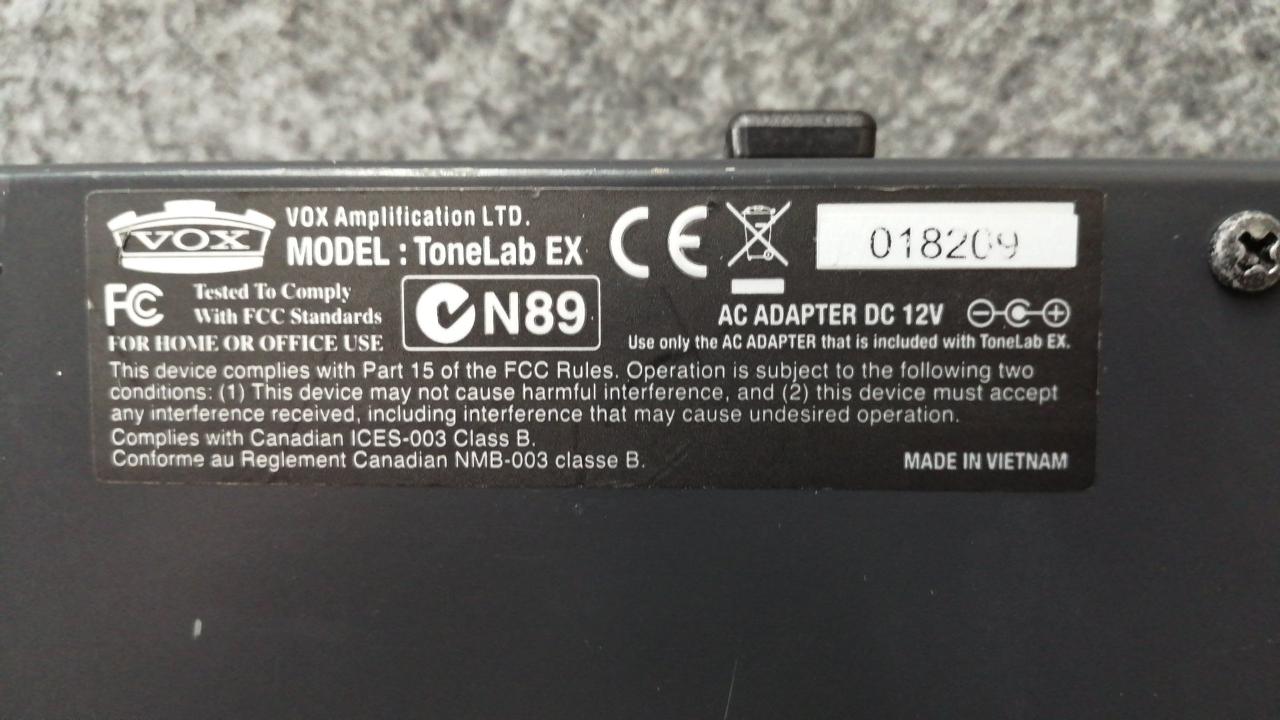 VOX
VOX Amplification LTD.
MODEL : ToneLab EX
CE
018209
FC
Tested To Comply
With FCC Standards
FOR HOME OR OFFICE USE
N89
AC ADAPTER DC 12V
Use only the AC ADAPTER that is included with ToneLab EX.
This device complies with Part 15 of the FCC Rules. Operation is subject to the following two
conditions: (1) This device may not cause harmful interference, and (2) this device must accept
any interference received, including interference that may cause undesired operation.
Complies with Canadian ICES-003 Class B.
Conforme au Reglement Canadian NMB-003 classe B.
MADE IN VIETNAM